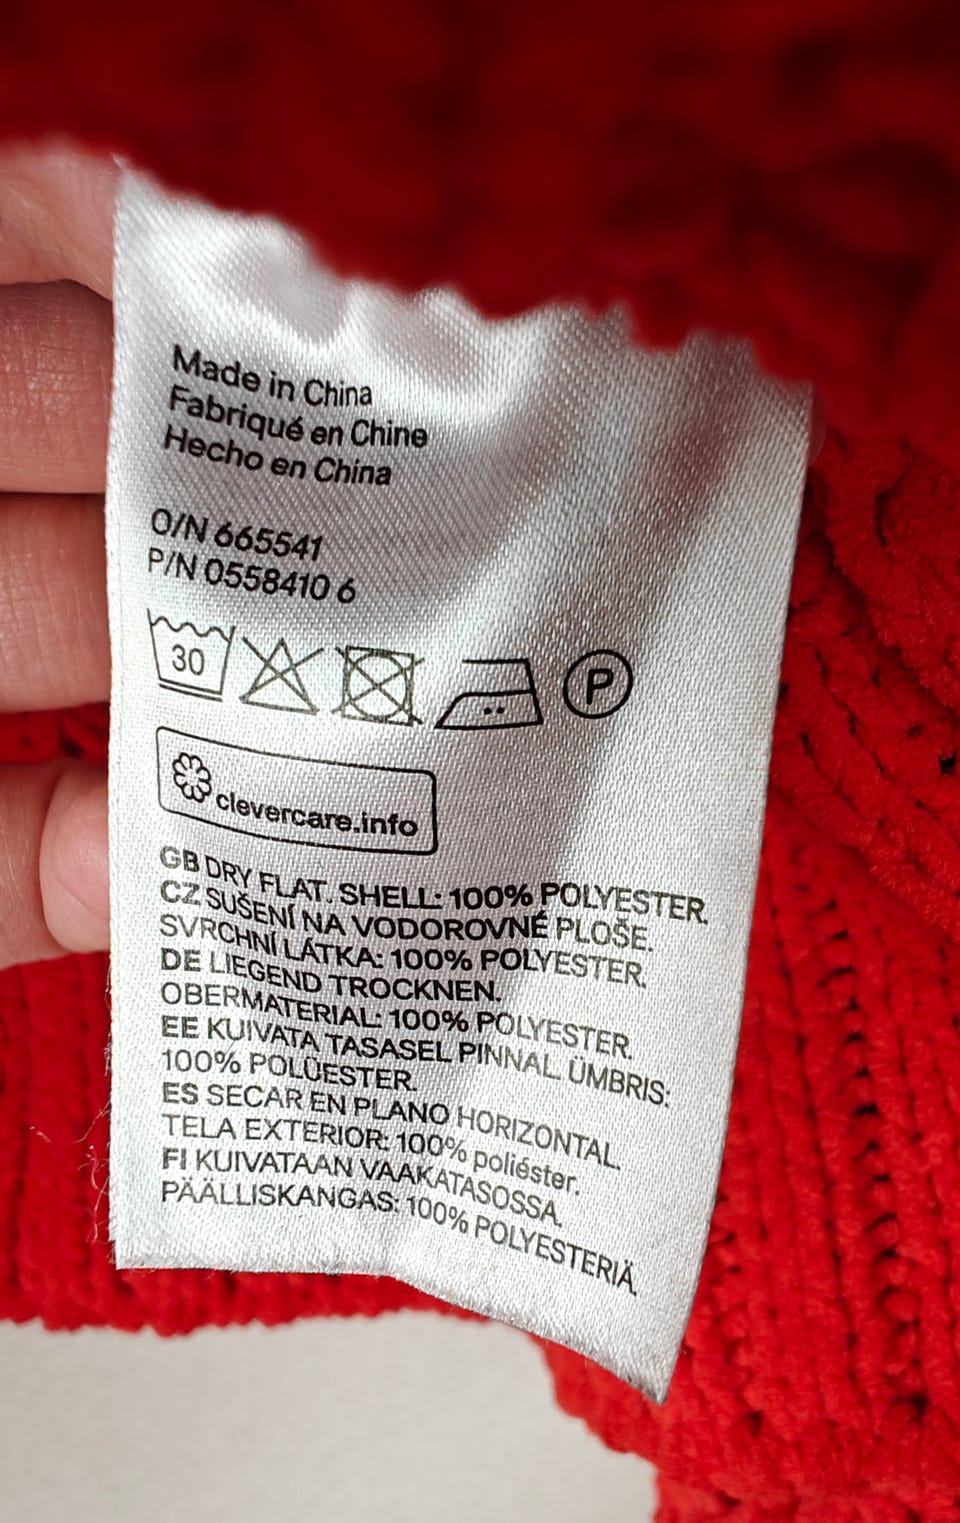 Made in China
Fabriqué en Chine
Hecho en China
O/N 665541
P/N 0558410 6
30
P
clevercare.info
GB DRY FLAT. SHELL: 100% POLYESTER.
CZ SUŠENÍ NA VODOROVNÉ PLOŠE.
SVRCHNÍ LÁTKA: 100% POLYESTER.
DE LIEGEND TROCKNEN.
OBERMATERIAL: 100% POLYESTER.
EE KUIVATA TASASEL PINNAL. ÜMBRIS:
100% POLÜESTER.
ES SECAR EN PLANO HORIZONTAL.
TELA EXTERIOR: 100% poliéster.
FI KUIVATAAN VAAKATASOSSA.
PÄÄLLISKANGAS: 100% POLYESTERIÄ.